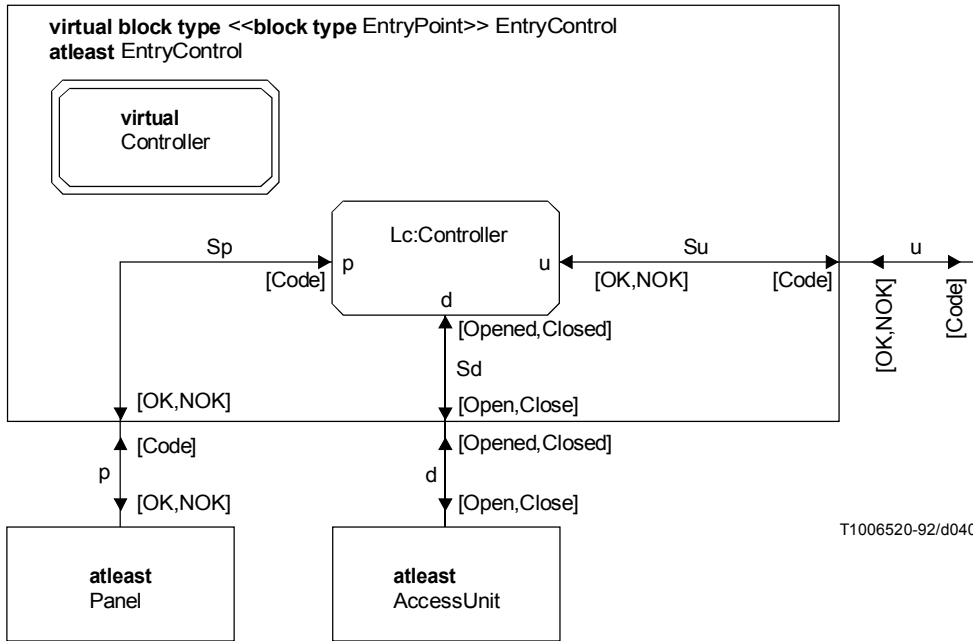 virtual block type <<block type EntryPoint>> EntryControl
atleast EntryControl
virtual
Controller
Lc:Controller
Sp
p
u
Su
u
[Code]
[OK,NOK]
[Code]
[OK,NOK]
[Code]
d
[Opened,Closed]
Sd
[OK,NOK]
[Open,Close]
[Code]
[Opened,Closed]
p
d
[OK,NOK]
[Open,Close]
T1006520-92/d040
atleast
Panel
atleast
AccessUnit